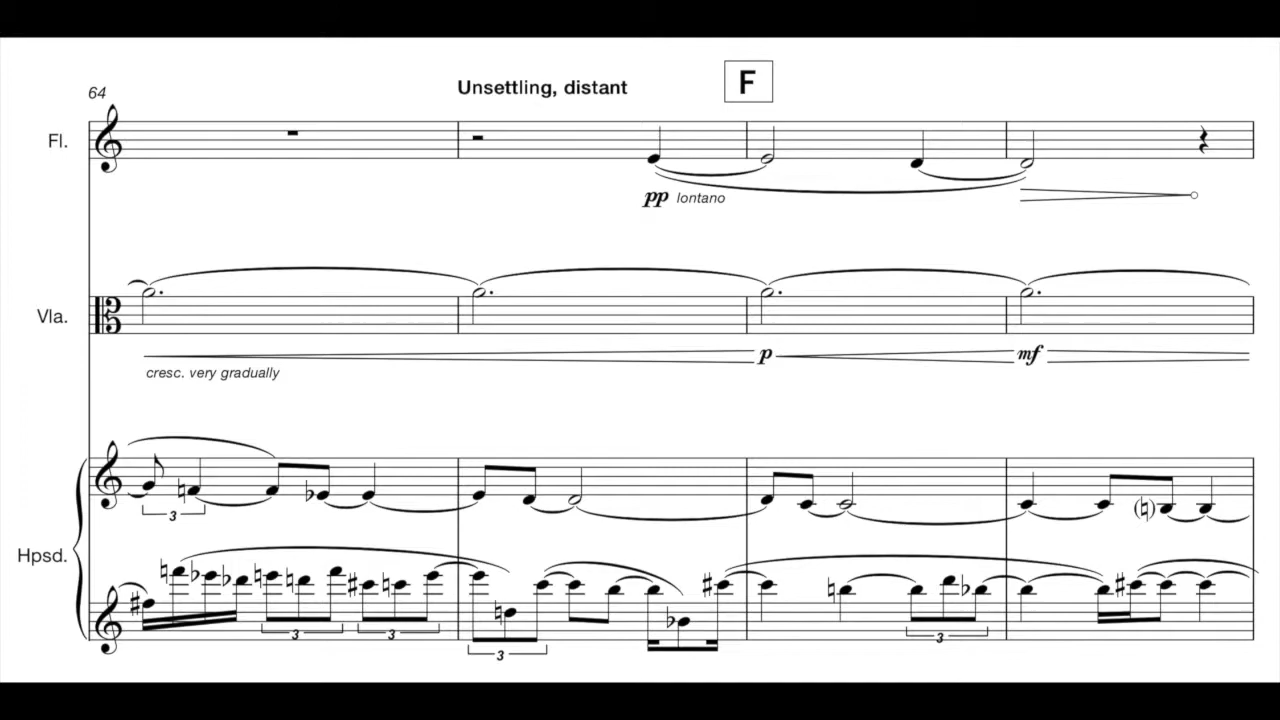 Unsettling, distant
F
64
Fl.
pp lontano
Vla.
p
mf
cresc. very gradually
3
Hpsd.
3
3
3
3